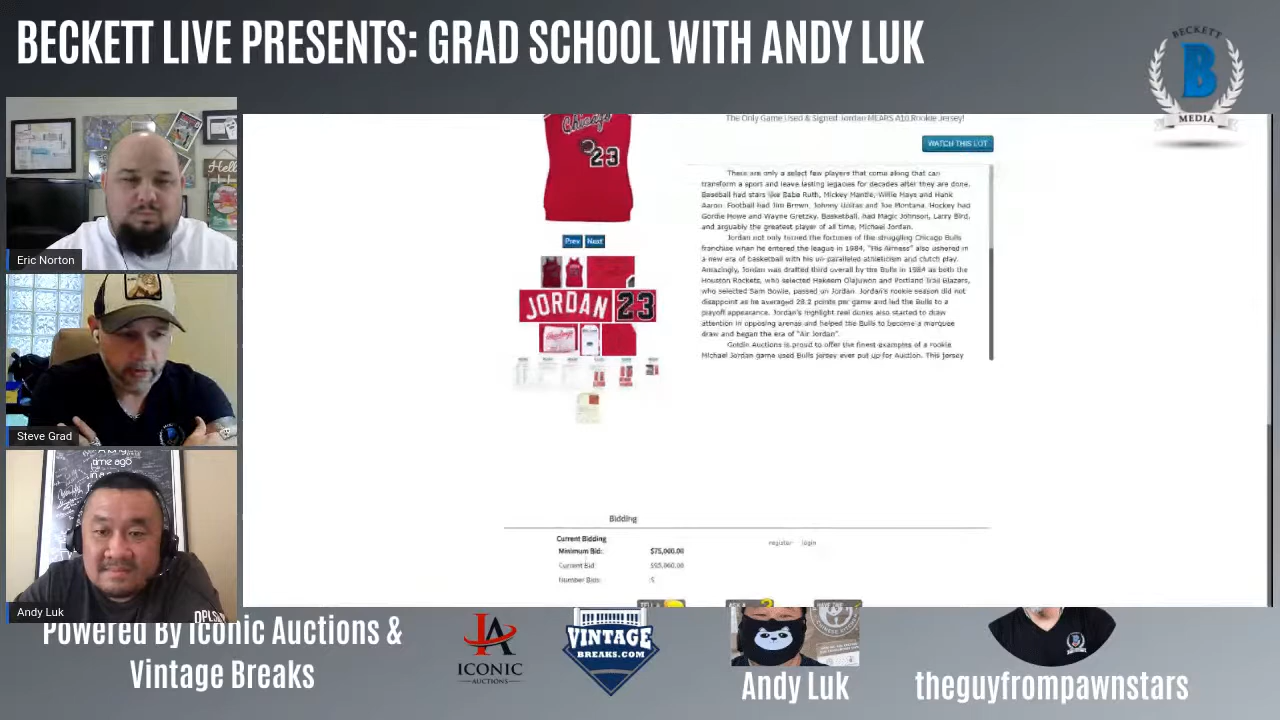 BECKETT LIVE PRESENTS: GRAD SCHOOL WITH ANDY LUK
BECKETT
B
MEDIA
Eric Norton
Steve Grad
Andy Luk
Hello
time ago
Chicago
23
Prev Next
JORDAN 23
The Only Game Used & Signed Jordan MEARS A10 Rookie Jersey!
WATCH THIS LOT
There are only a select few players that come along that can
transform a sport and leave lasting legacies for decades after they are done.
Baseball had stars like Babe Ruth, Mickey Mantle, Willie Mays and Hank
Aaron. Football had Jim Brown, Johnny Unitas and Joe Montana. Hockey had
Gordie Howe and Wayne Gretzky. Basketball, had Magic Johnson, Larry Bird,
and arguably the greatest player of all time, Michael Jordan.
Jordan not only turned the fortunes of the struggling Chicago Bulls
franchise when he entered the league in 1984, "His Airness" also ushered in
a new era of basketball with his un-paralleled athleticism and clutch play.
Amazingly, Jordan was drafted third overall by the Bulls in 1984 as both the
Houston Rockets, who selected Hakeem Olajuwon and Portland Trail Blazers,
who selected Sam Bowie, passed on Jordan. Jordan's rookie season did not
disappoint as he averaged 28.2 points per game and led the Bulls to a
playoff appearance. Jordan's highlight reel dunks also started to draw
attention in opposing arenas and helped the Bulls to become a marquee
draw and began the era of "Air Jordan".
Goldin Auctions is proud to offer the finest examples of a rookie
Michael Jordan game used Bulls jersey ever put up for Auction. This jersey
Bidding
Current Bidding
Minimum Bid: $75,000.00
Current Bid:
Number Bids: 5
register login
Powered By Iconic Auctions &
Vintage Breaks
IA
ICONIC
AUCTIONS
VINTAGE
BREAKS.COM
Andy Luk
theguyfrompawnstars